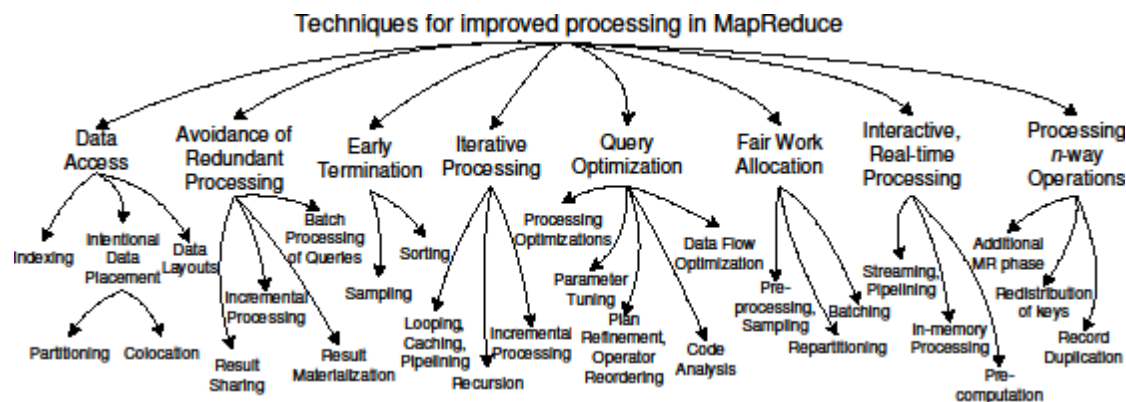 Techniques for improved processing in MapReduce
Data
Access
Avoidance of
Redundant
Processing
Early
Termination
Iterative
Processing
Query
Optimization
Fair Work
Allocation
Interactive,
Real-time
Processing
Processing
n-way
Operations
Indexing
Intentional
Data
Placement
Data
Layouts
Partitioning
Colocation
Batch
Processing
of Queries
Incremental
Processing
Result
Sharing
Result
Materialization
Sorting
Sampling
Looping,
Caching,
Pipelining
Recursion
Incremental
Processing
Processing
Optimizations
Parameter
Tuning
Plan
Refinement,
Operator
Reordering
Code
Analysis
Data Flow
Optimization
Pre-
processing,
Sampling
Repartitioning
Batching
Streaming,
Pipelining
In-memory
Processing
Pre-
computation
Additional
MR phase
Redistribution
of keys
Record
Duplication